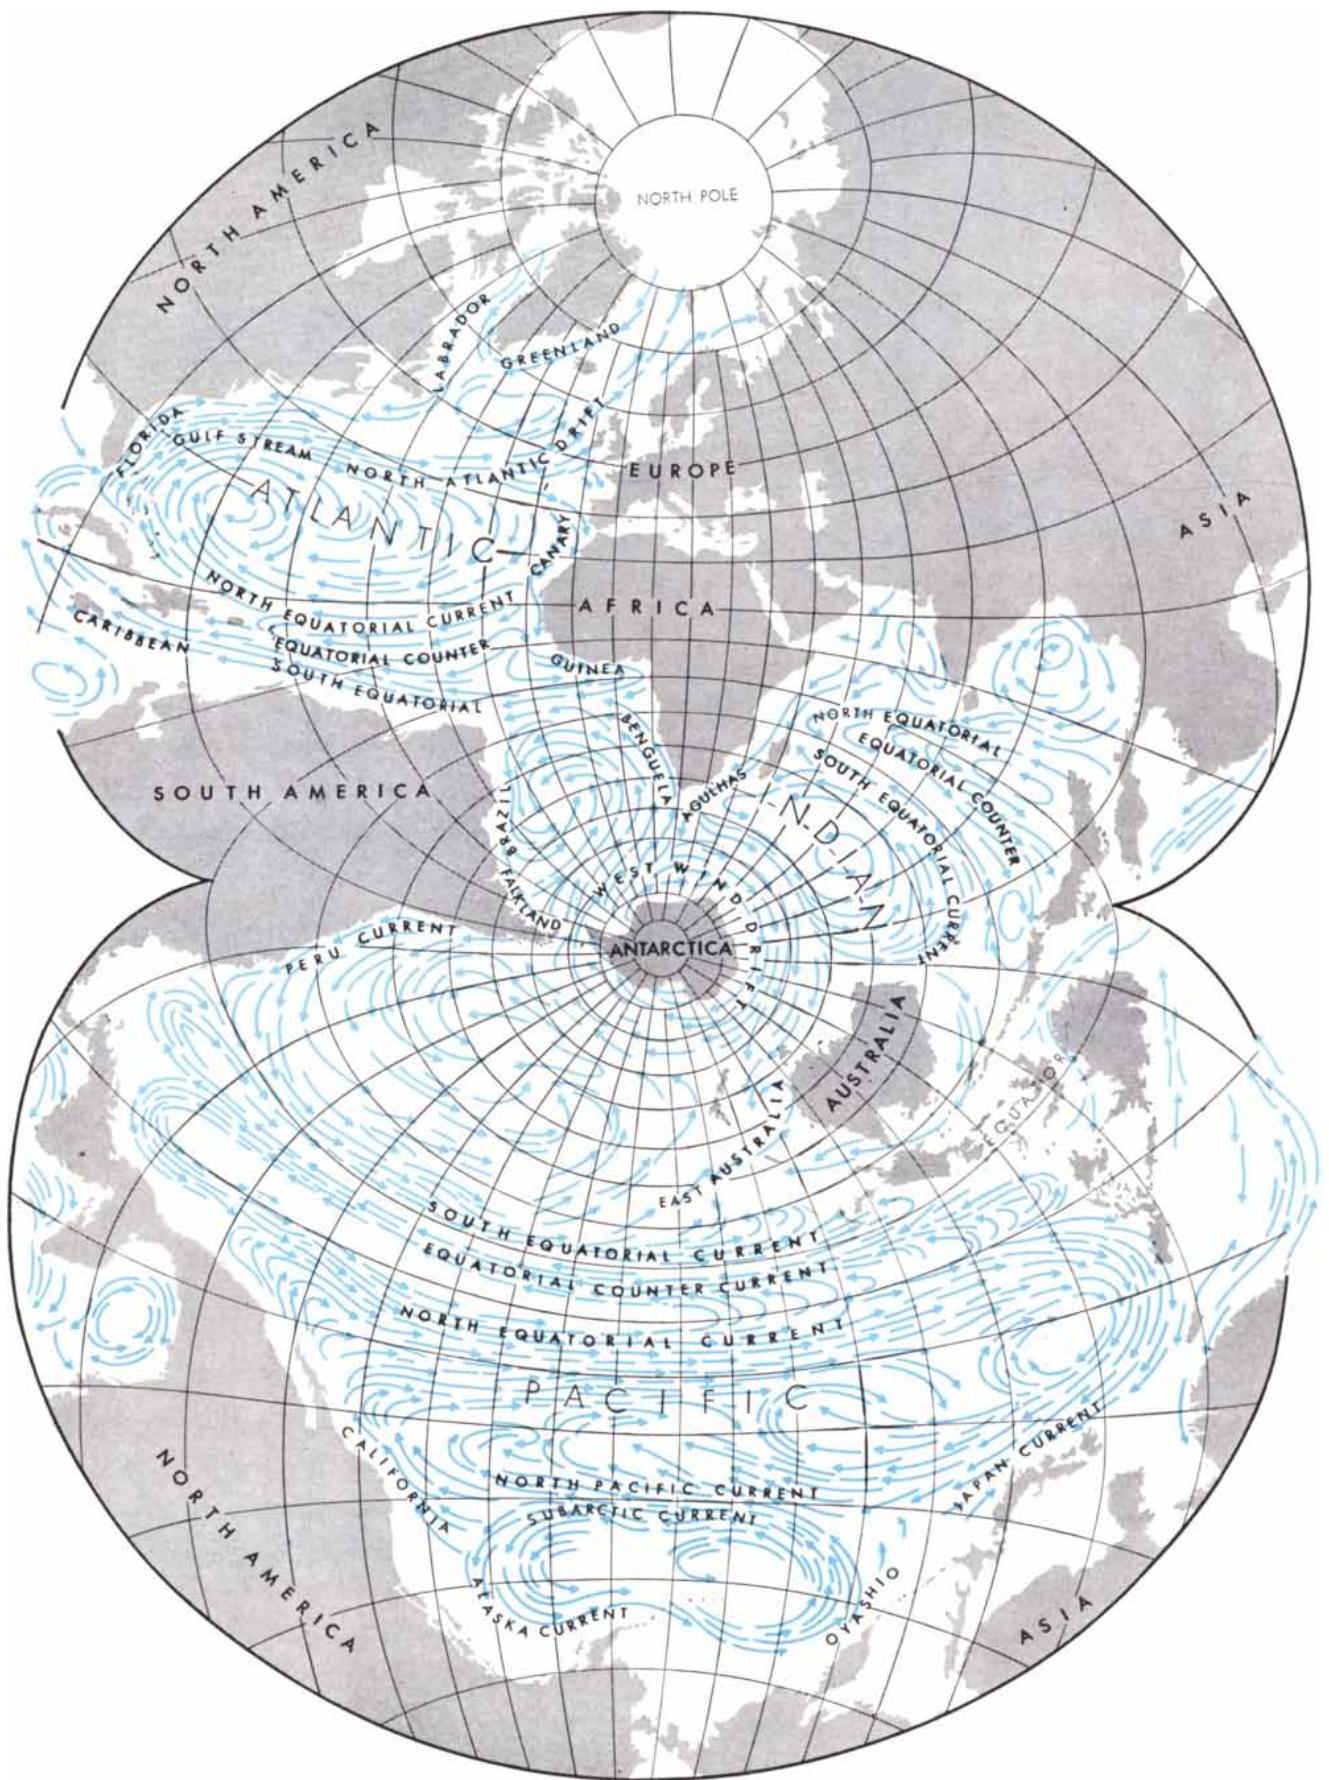 NORTH POLE
NORTH AMERICA
LABRADOR
GREENLAND
FLORIDA
GULF STREAM
NORTH ATLANTIC DRIFT
EUROPE
ASIA
ATLANTIC
CANARY
NORTH EQUATORIAL CURRENT
AFRICA
CARIBBEAN
EQUATORIAL COUNTER
SOUTH EQUATORIAL
GUINEA
BENGUELA
NORTH EQUATORIAL
EQUATORIAL COUNTER
SOUTH EQUATORIAL CURRENT
SOUTH AMERICA
BRAZIL
AGULHAS
INDIAN
FALKLAND
WEST WIND DRIFT
ANTARCTICA
PERU CURRENT
AUSTRALIA
EQUATOR
EAST AUSTRALIA
SOUTH EQUATORIAL CURRENT
EQUATORIAL COUNTER CURRENT
NORTH EQUATORIAL CURRENT
PACIFIC
CALIFORNIA
NORTH PACIFIC CURRENT
SUBARCTIC CURRENT
JAPAN CURRENT
NORTH AMERICA
ALASKA CURRENT
OYASHIO
ASIA